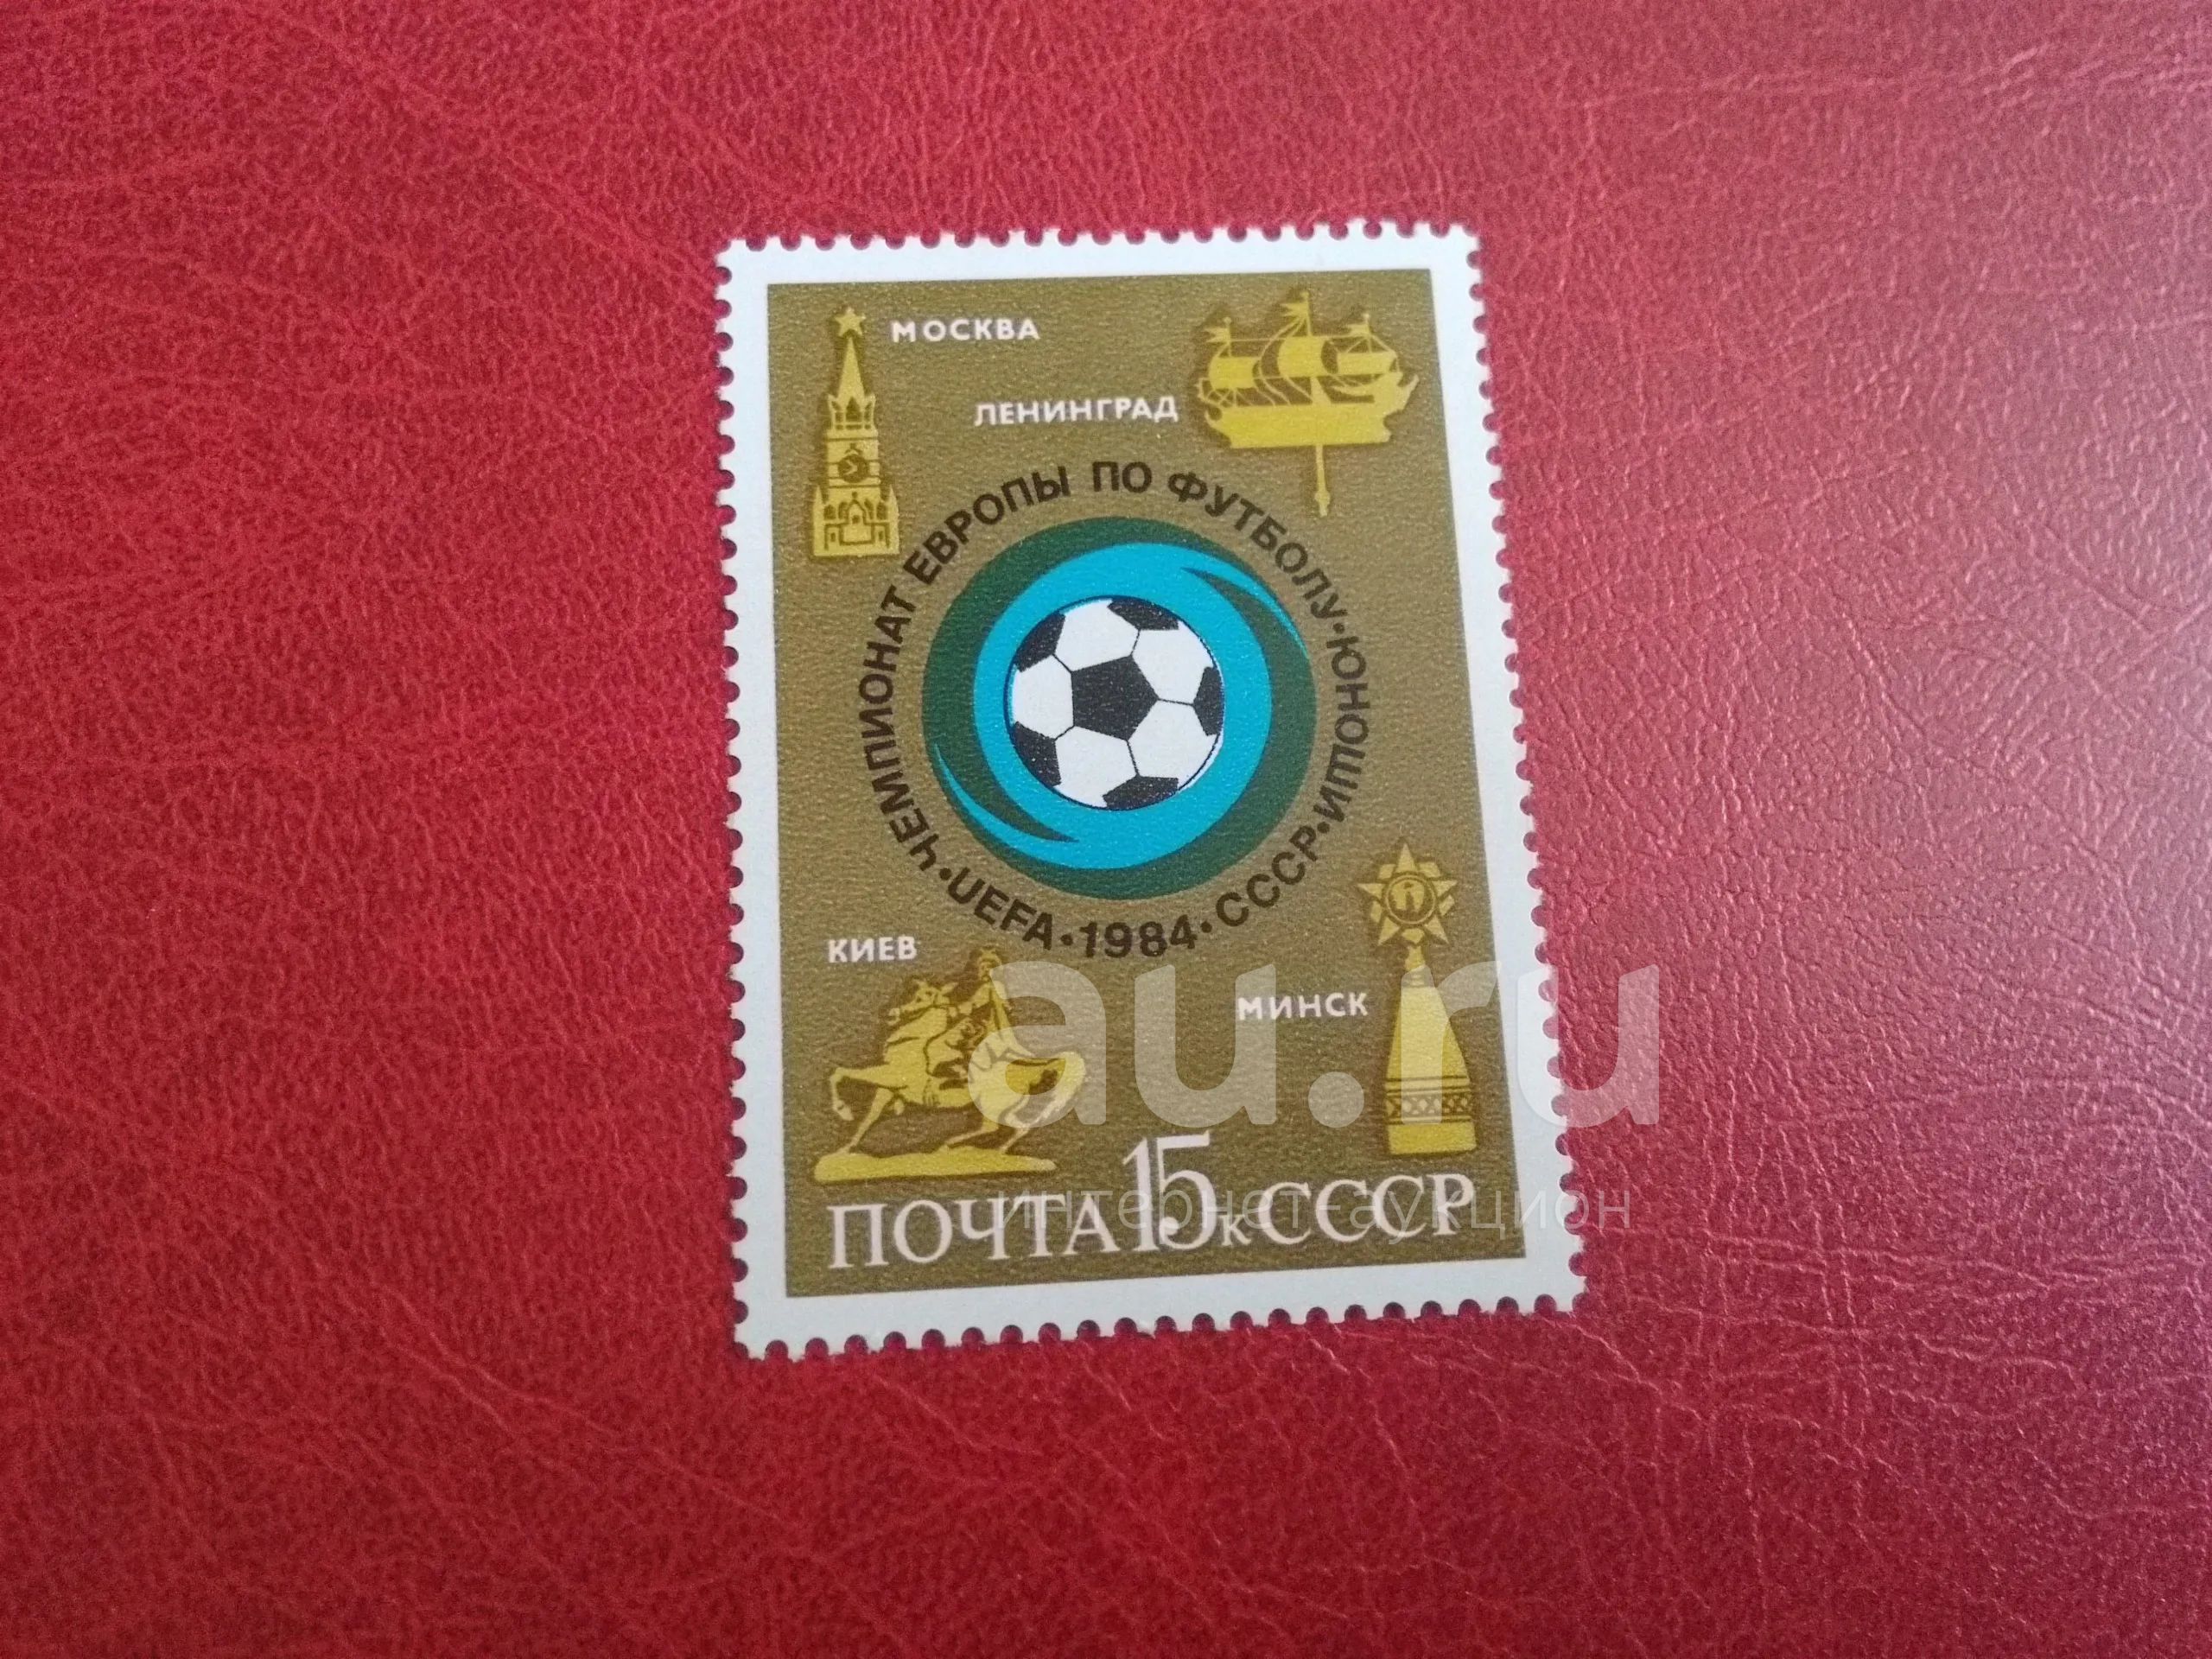 МОСКВА
ЛЕНИНГРАД
ЧЕМПИОНАТ ЕВРОПЫ ПО ФУТБОЛУ·ЮНОШИ·
UEFA·1984·СССР·
КИЕВ
МИНСК
ПОЧТА 15к СССР
au.ru
интернет-аукцион